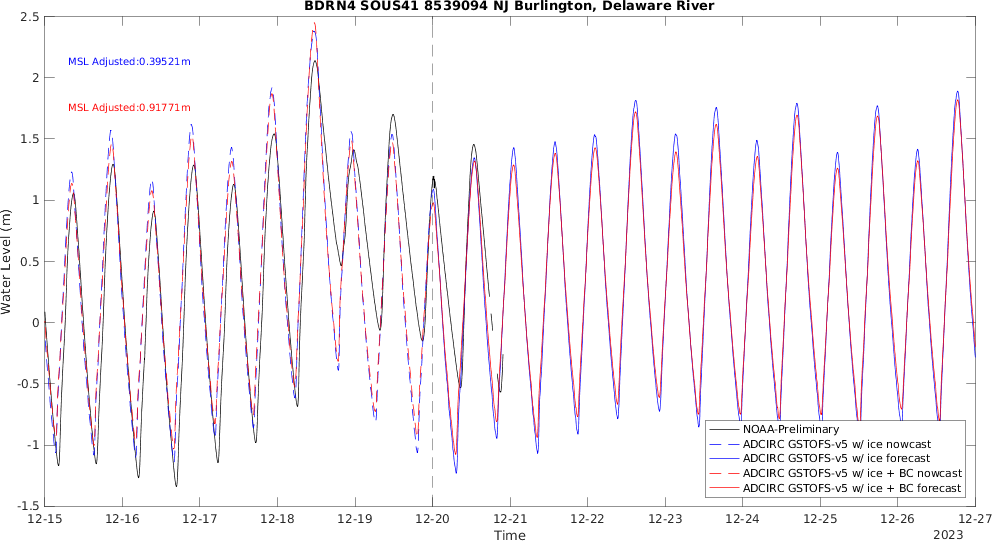 BDRN4 SOUS41 8539094 NJ Burlington, Delaware River
2.5
2
1.5
1
0.5
0
-0.5
-1
-1.5
Water Level (m)
MSL Adjusted:0.39521m
MSL Adjusted:0.91771m
NOAA-Preliminary
ADCIRC GSTOFS-v5 w/ ice nowcast
ADCIRC GSTOFS-v5 w/ ice forecast
ADCIRC GSTOFS-v5 w/ ice + BC nowcast
ADCIRC GSTOFS-v5 w/ ice + BC forecast
12-15 12-16 12-17 12-18 12-19 12-20 12-21 12-22 12-23 12-24 12-25 12-26 12-27
Time
2023